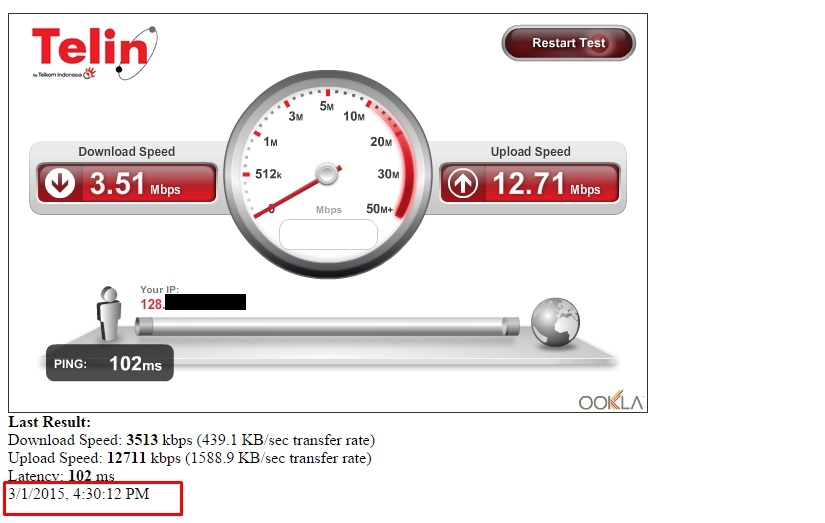 Telin
by Telkom Indonesia
Restart Test
Download Speed
3.51 Mbps
Upload Speed
12.71 Mbps
0
512k
1M
3M
5M
10M
20M
30M
50M+
Mbps
Your IP:
128.
PING: 102ms
OOKLA
Last Result:
Download Speed: 3513 kbps (439.1 KB/sec transfer rate)
Upload Speed: 12711 kbps (1588.9 KB/sec transfer rate)
Latency: 102 ms
3/1/2015, 4:30:12 PM